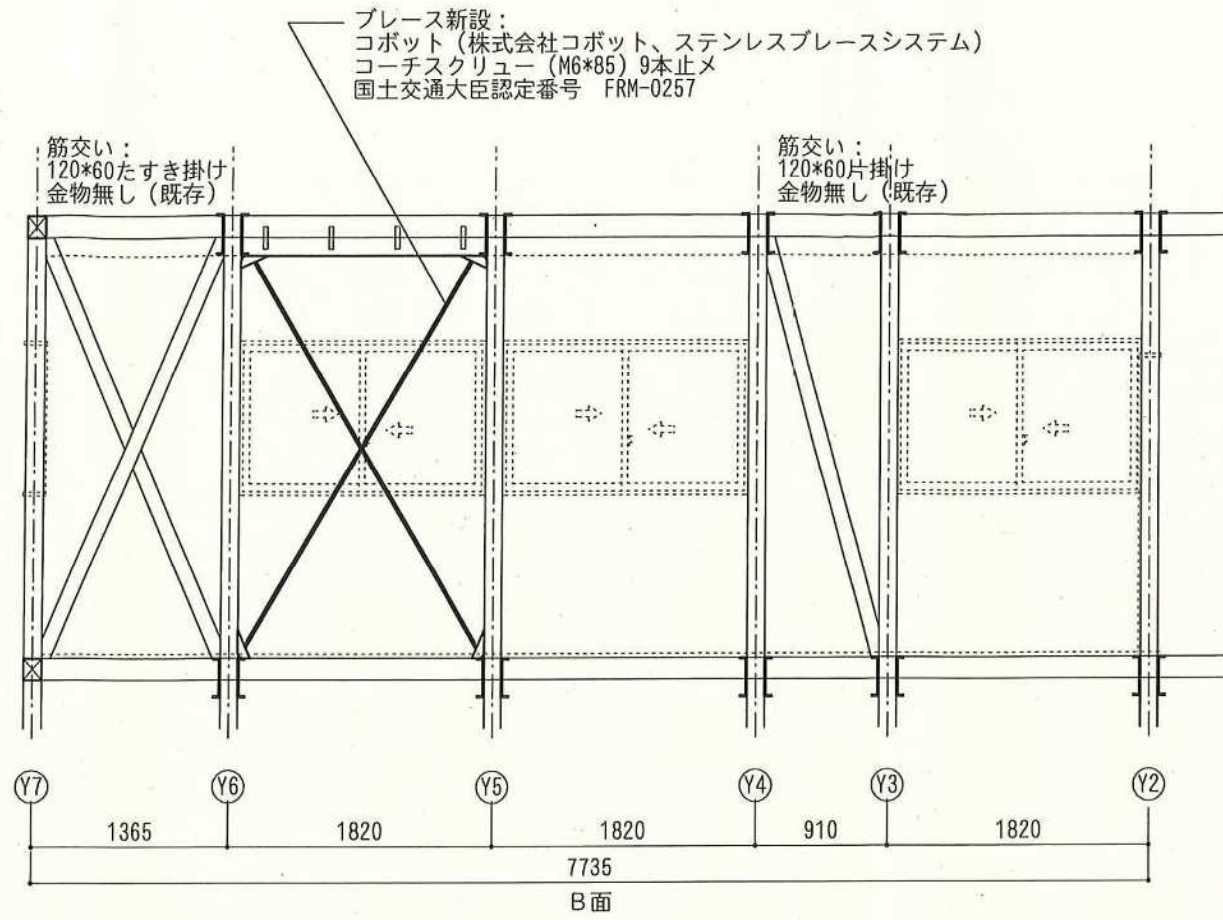 ブレース新設：
コボット（株式会社コボット、ステンレスブレースシステム）
コーチスクリュー（M6*85）9本止メ
国土交通大臣認定番号　FRM-0257
筋交い：
120*60たすき掛け
金物無し（既存）
筋交い：
120*60片掛け
金物無し（既存）
Y7 Y6 Y5 Y4 Y3 Y2
1365 1820 1820 910 1820
7735
B面